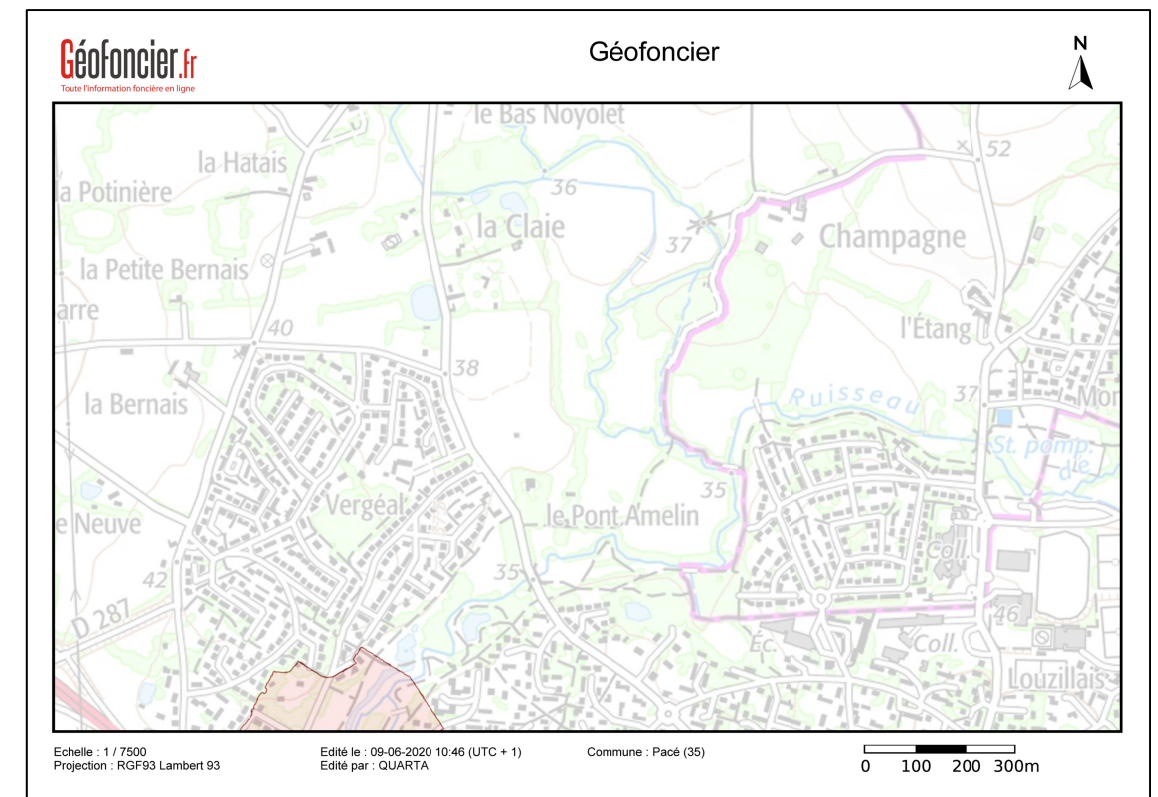 Géofoncier.fr
Toute l'information foncière en ligne
Géofoncier
N
le Bas Noyolet
la Hatais
52
36
la Potinière
la Claie
37
Champagne
la Petite Bernais
arre
40
l'Étang
38
la Bernais
Ruisseau
37
Mor
St. pomp.
de
35
Vergéal
e Neuve
le Pont Amelin
Coll.
42
35
D 287
46
Éc.
Coll.
Louzillais
Echelle : 1 / 7500
Projection : RGF93 Lambert 93
Edité le : 09-06-2020 10:46 (UTC + 1)
Edité par : QUARTA
Commune : Pacé (35)
0 100 200 300m